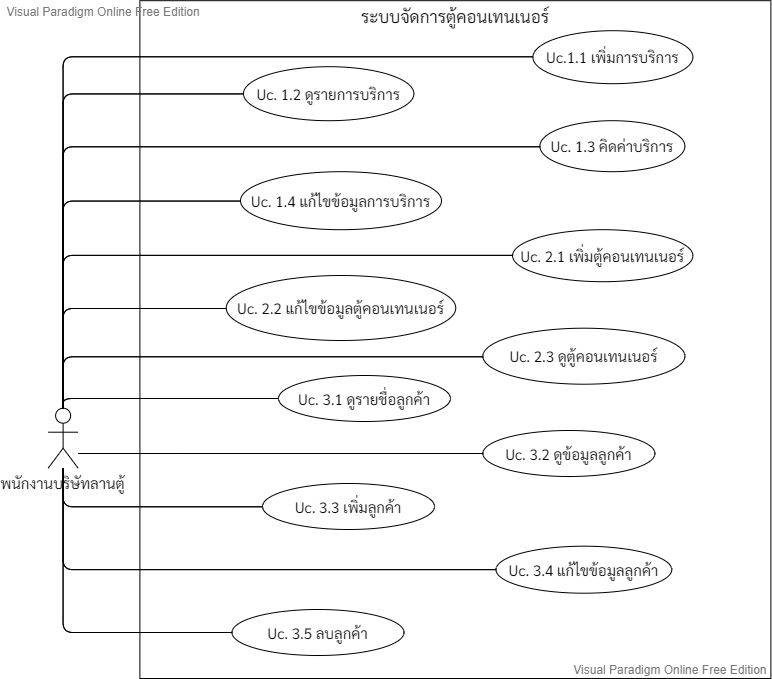 Visual Paradigm Online Free Edition
ระบบจัดการตู้คอนเทนเนอร์
Uc.1.1 เพิ่มการบริการ
Uc. 1.2 ดูรายการบริการ
Uc. 1.3 คิดค่าบริการ
Uc. 1.4 แก้ไขข้อมูลการบริการ
Uc. 2.1 เพิ่มตู้คอนเทนเนอร์
Uc. 2.2 แก้ไขข้อมูลตู้คอนเทนเนอร์
Uc. 2.3 ดูตู้คอนเทนเนอร์
Uc. 3.1 ดูรายชื่อลูกค้า
Uc. 3.2 ดูข้อมูลลูกค้า
พนักงานบริษัทลานตู้
Uc. 3.3 เพิ่มลูกค้า
Uc. 3.4 แก้ไขข้อมูลลูกค้า
Uc. 3.5 ลบลูกค้า
Visual Paradigm Online Free Edition